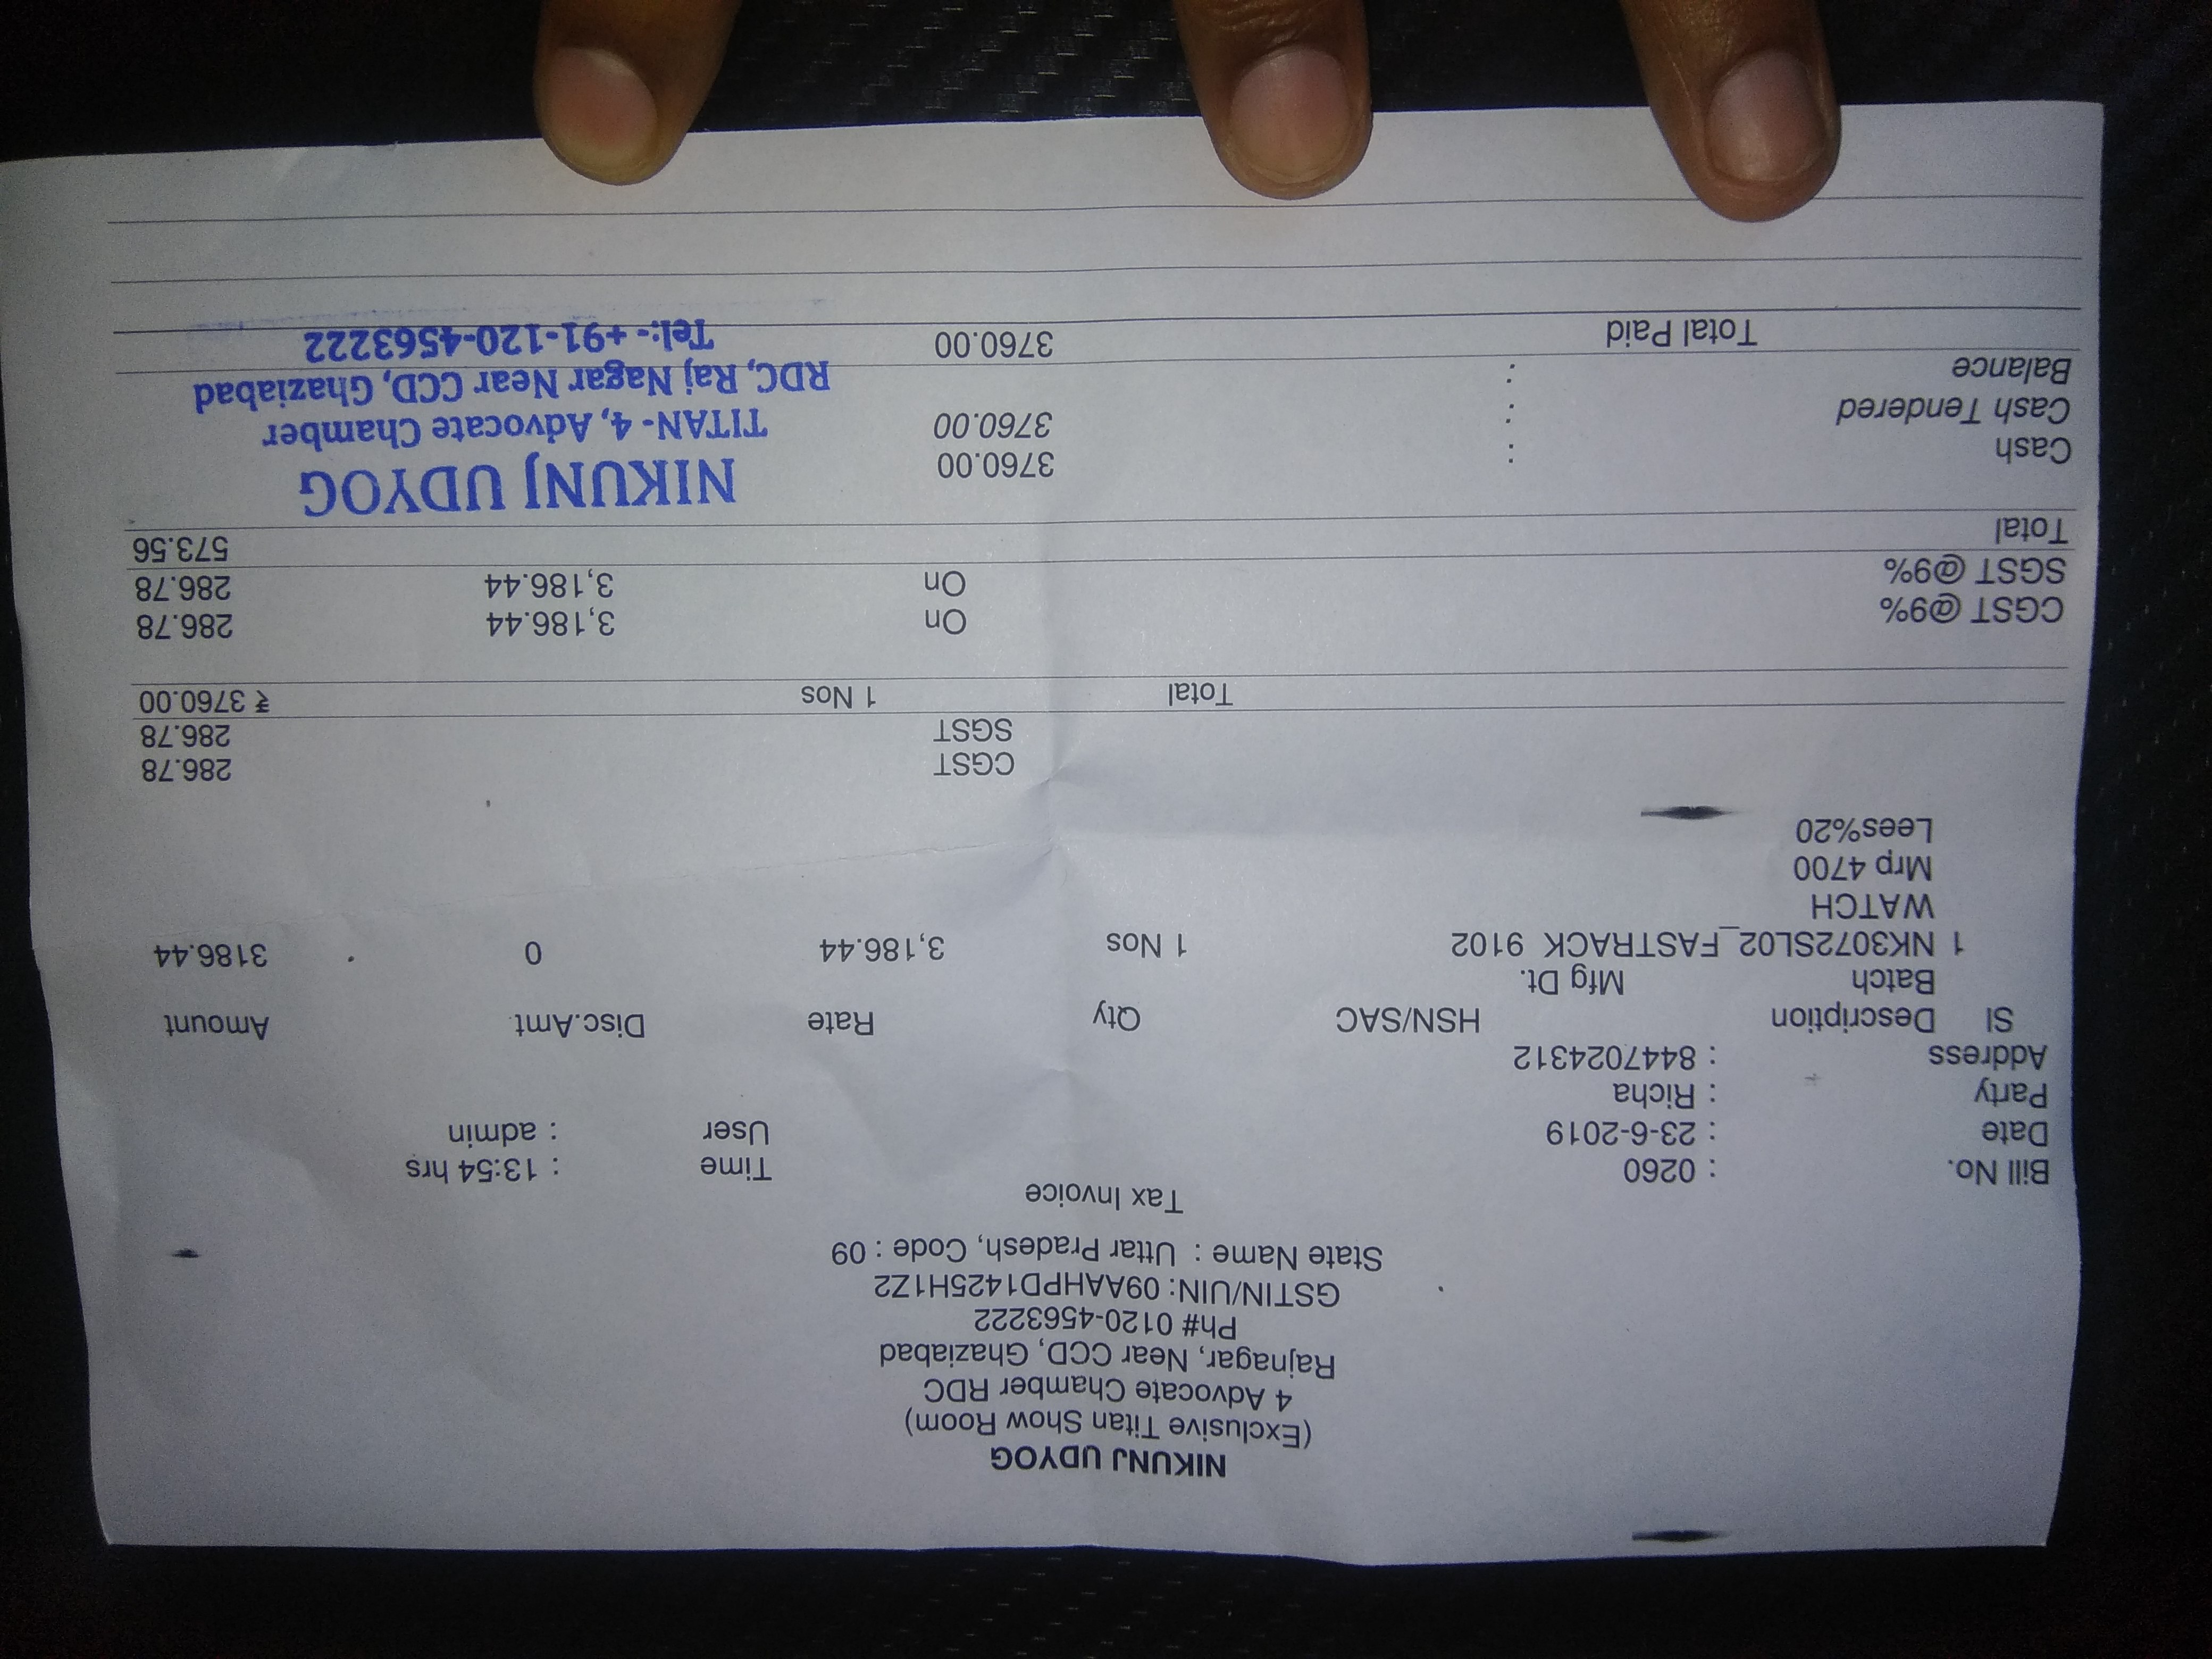 NIKUNJ UDYOG
(Exclusive Titan Show Room)
4 Advocate Chamber RDC
Rajnagar, Near CCD, Ghaziabad
Ph# 0120-4563222
GSTIN/UIN: 09AAHPD1425H1Z2
State Name : Uttar Pradesh, Code : 09
Tax Invoice
Bill No. : 0260 Time : 13:54 hrs
Date : 23-6-2019 User : admin
Party : Richa
Address : 8447024312
Sl Description HSN/SAC Qty Rate Disc.Amt Amount
Batch Mfg Dt.
1 NK3072SL02_FASTRACK 9102 1 Nos 3,186.44 0 3186.44
WATCH
Mrp 4700
Lees%20
CGST 286.78
SGST 286.78
Total 1 Nos ₹ 3760.00
CGST @9% On 3,186.44 286.78
SGST @9% On 3,186.44 286.78
Total 573.56
Cash : 3760.00
Cash Tendered : 3760.00
Balance :
Total Paid 3760.00
NIKUNJ UDYOG
TITAN- 4, Advocate Chamber
RDC, Raj Nagar Near CCD, Ghaziabad
Tel:- +91-120-4563222